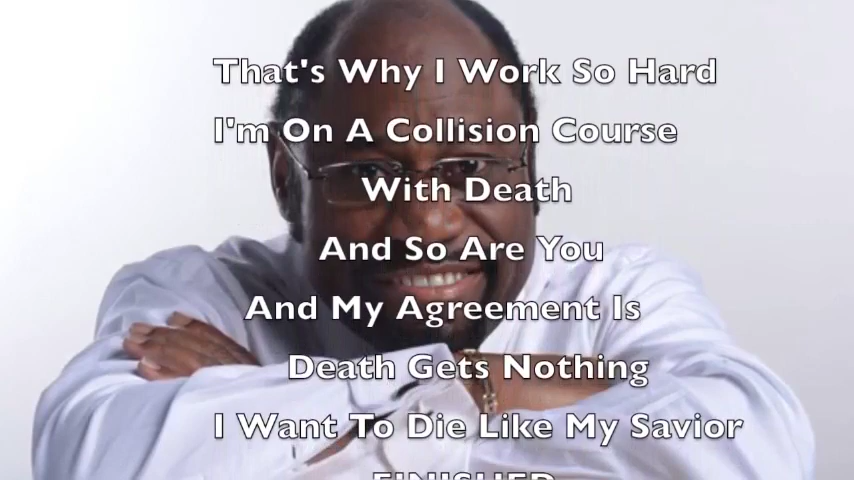 That's Why I Work So Hard
I'm On A Collision Course
With Death
And So Are You
And My Agreement Is
Death Gets Nothing
I Want To Die Like My Savior
FINISHED